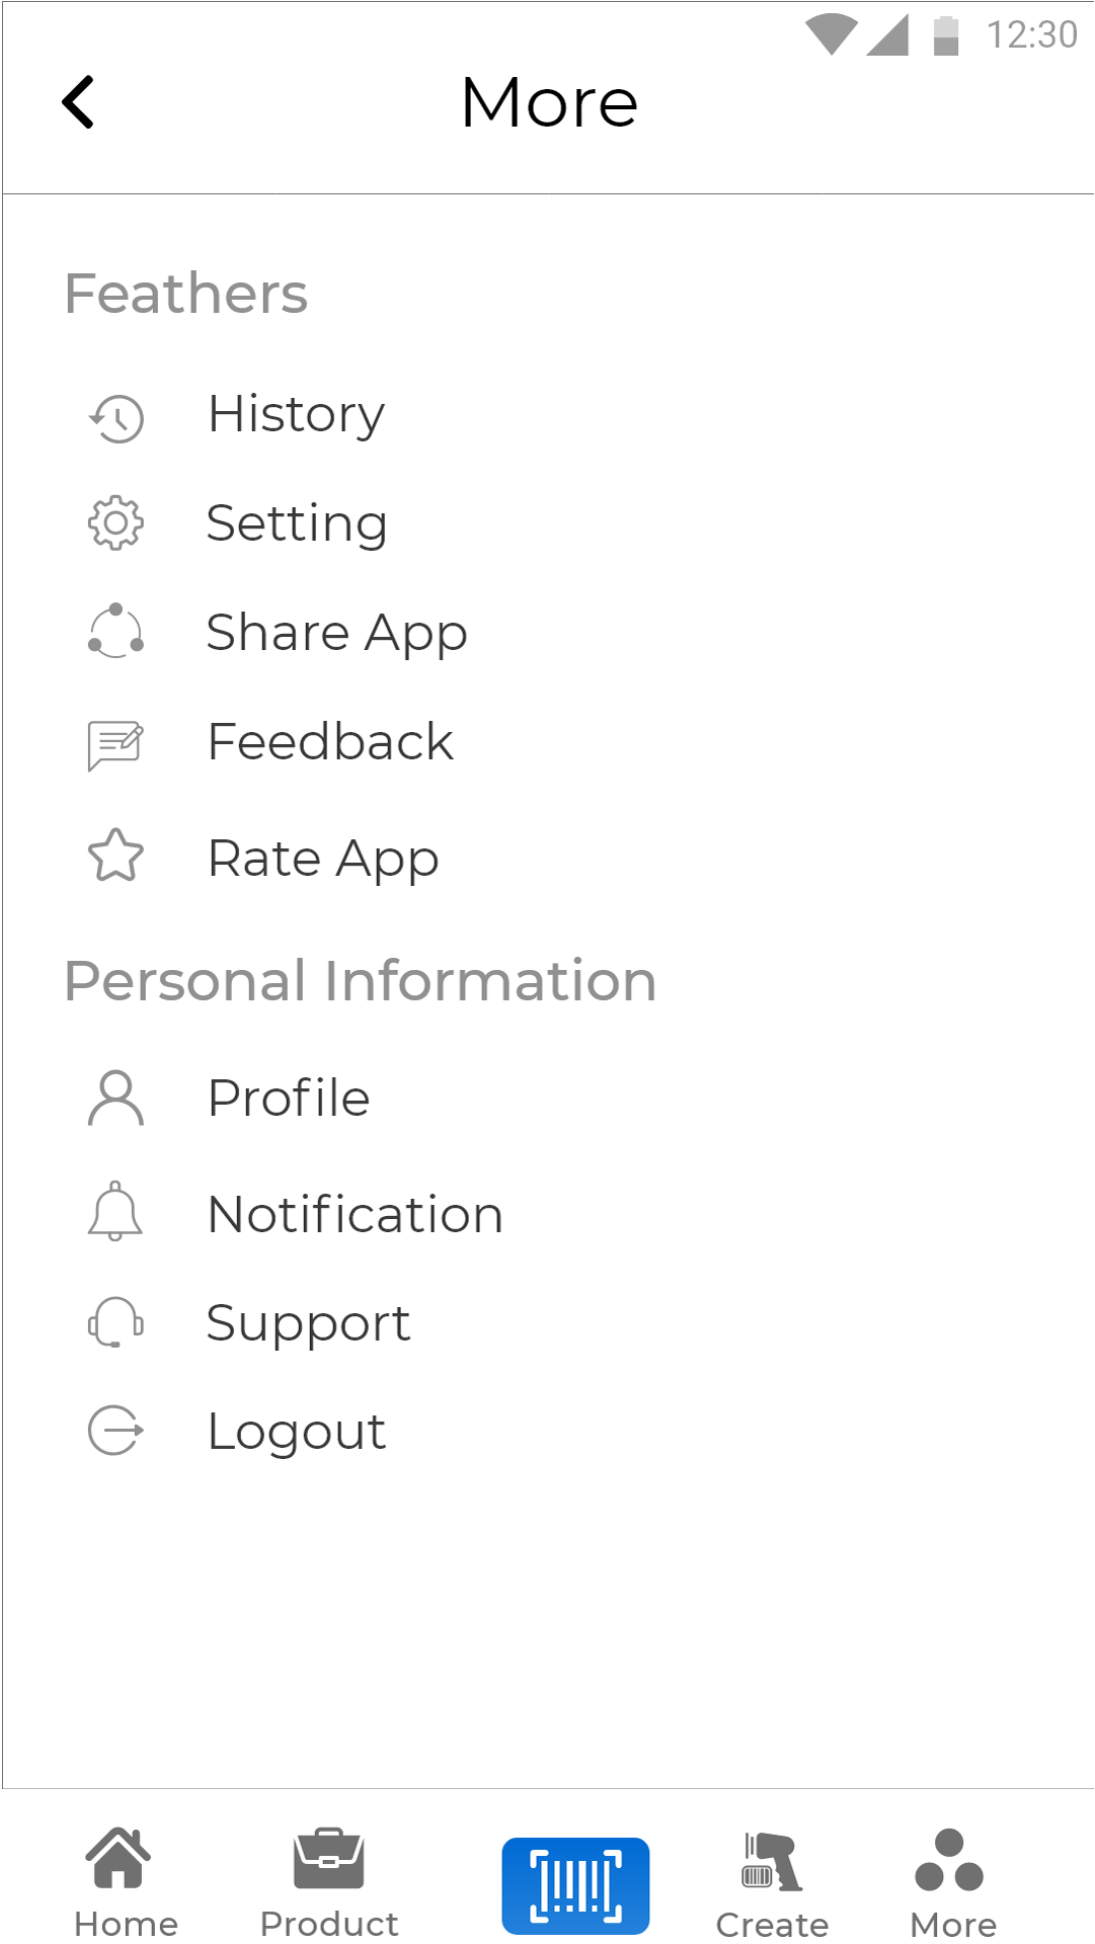 12:30
More
Feathers
History
Setting
Share App
Feedback
Rate App
Personal Information
Profile
Notification
Support
Logout
Home
Product
Create
More